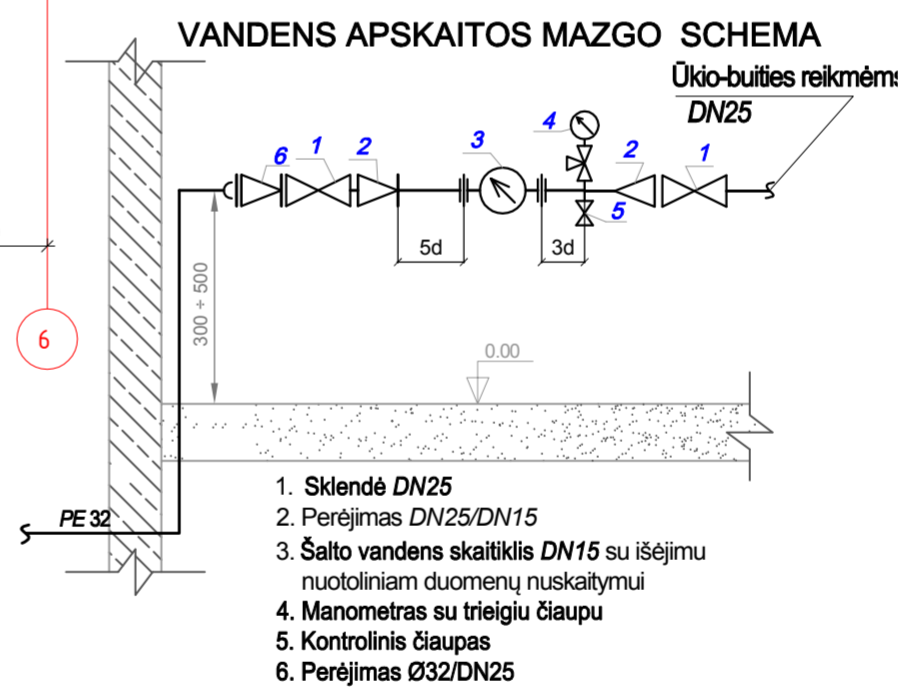 VANDENS APSKAITOS MAZGO SCHEMA
Ūkio-buities reikmėms
DN25
4
3
6 1 2
2 1
5
5d
3d
300 ÷ 500
6
0.00
PE 32
1. Sklendė DN25
2. Perėjimas DN25/DN15
3. Šalto vandens skaitiklis DN15 su išėjimu
nuotoliniam duomenų nuskaitymui
4. Manometras su trieigiu čiaupu
5. Kontrolinis čiaupas
6. Perėjimas Ø32/DN25